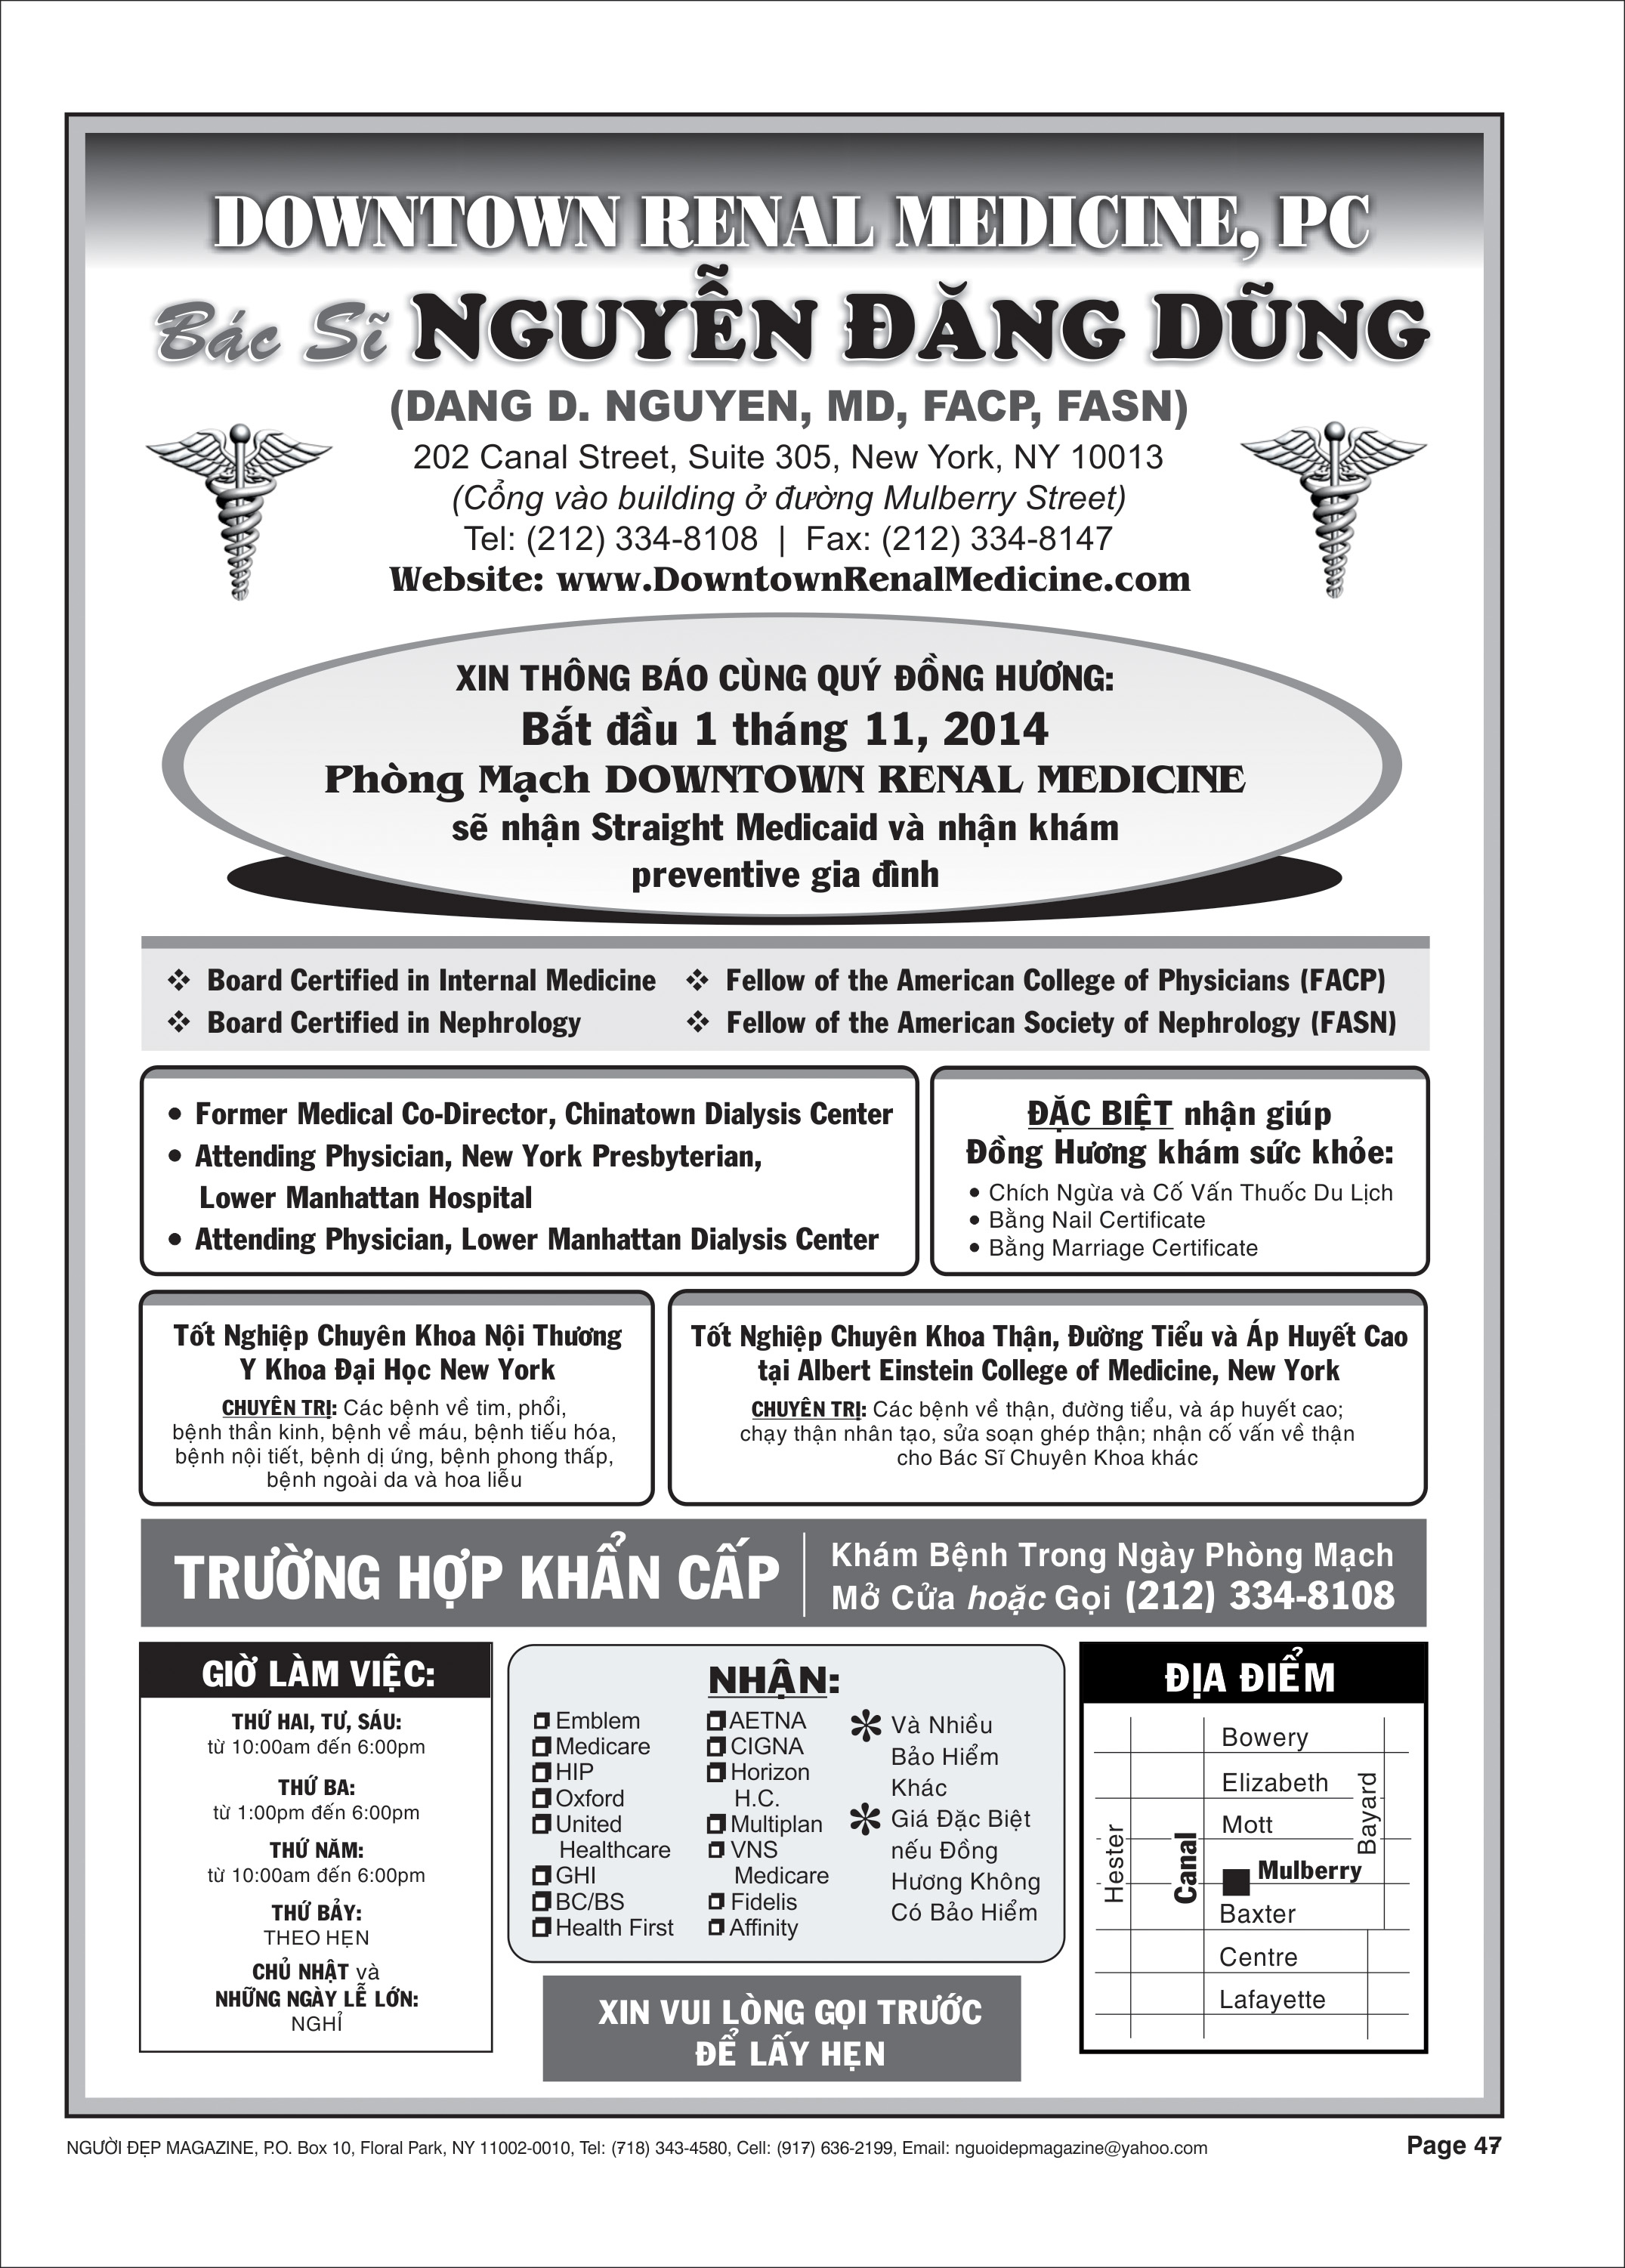 DOWNTOWN RENAL MEDICINE, PC
Bác Sĩ NGUYỄN ĐĂNG DŨNG
(DANG D. NGUYEN, MD, FACP, FASN)
202 Canal Street, Suite 305, New York, NY 10013
(Cổng vào building ở đường Mulberry Street)
Tel: (212) 334-8108 | Fax: (212) 334-8147
Website: www.DowntownRenalMedicine.com
XIN THÔNG BÁO CÙNG QUÝ ĐỒNG HƯƠNG:
Bắt đầu 1 tháng 11, 2014
Phòng Mạch DOWNTOWN RENAL MEDICINE
sẽ nhận Straight Medicaid và nhận khám
preventive gia đình
❖ Board Certified in Internal Medicine
❖ Board Certified in Nephrology
❖ Fellow of the American College of Physicians (FACP)
❖ Fellow of the American Society of Nephrology (FASN)
• Former Medical Co-Director, Chinatown Dialysis Center
• Attending Physician, New York Presbyterian,
Lower Manhattan Hospital
• Attending Physician, Lower Manhattan Dialysis Center
ĐẶC BIỆT nhận giúp
Đồng Hương khám sức khỏe:
• Chích Ngừa và Cố Vấn Thuốc Du Lịch
• Bằng Nail Certificate
• Bằng Marriage Certificate
Tốt Nghiệp Chuyên Khoa Nội Thương
Y Khoa Đại Học New York
CHUYÊN TRỊ: Các bệnh về tim, phổi,
bệnh thần kinh, bệnh về máu, bệnh tiếu hóa,
bệnh nội tiết, bệnh dị ứng, bệnh phong thấp,
bệnh ngoài da và hoa liễu
Tốt Nghiệp Chuyên Khoa Thận, Đường Tiểu và Áp Huyết Cao
tại Albert Einstein College of Medicine, New York
CHUYÊN TRỊ: Các bệnh về thận, đường tiểu, và áp huyết cao;
chạy thận nhân tạo, sửa soạn ghép thận; nhận cố vấn về thận
cho Bác Sĩ Chuyên Khoa khác
TRƯỜNG HỢP KHẨN CẤP
Khám Bệnh Trong Ngày Phòng Mạch
Mở Cửa hoặc Gọi (212) 334-8108
GIỜ LÀM VIỆC:
THỨ HAI, TƯ, SÁU:
từ 10:00am đến 6:00pm
THỨ BA:
từ 1:00pm đến 6:00pm
THỨ NĂM:
từ 10:00am đến 6:00pm
THỨ BẢY:
THEO HẸN
CHỦ NHẬT và
NHỮNG NGÀY LỄ LỚN:
NGHỈ
NHẬN:
Emblem
Medicare
HIP
Oxford
United
Healthcare
GHI
BC/BS
Health First
AETNA
CIGNA
Horizon
H.C.
Multiplan
VNS
Medicare
Fidelis
Affinity
✻ Và Nhiều
Bảo Hiểm
Khác
✻ Giá Đặc Biệt
nếu Đồng
Hương Không
Có Bảo Hiểm
XIN VUI LÒNG GỌI TRƯỚC
ĐỂ LẤY HẸN
ĐỊA ĐIỂM
Bowery
Elizabeth
Mott
Mulberry
Baxter
Centre
Lafayette
Hester
Canal
Bayard
NGƯỜI ĐẸP MAGAZINE, P.O. Box 10, Floral Park, NY 11002-0010, Tel: (718) 343-4580, Cell: (917) 636-2199, Email: nguoidepmagazine@yahoo.com
Page 47